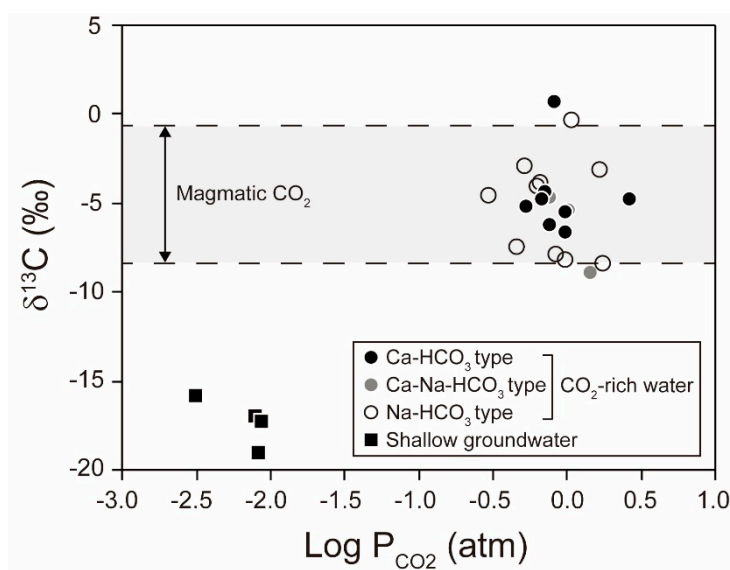 5
0
-5
-10
-15
-20
δ¹³C (‰)
Magmatic CO₂
Ca-HCO₃ type
Ca-Na-HCO₃ type
Na-HCO₃ type
CO₂-rich water
Shallow groundwater
-3.0 -2.5 -2.0 -1.5 -1.0 -0.5 0.0 0.5 1.0
Log P_CO2 (atm)